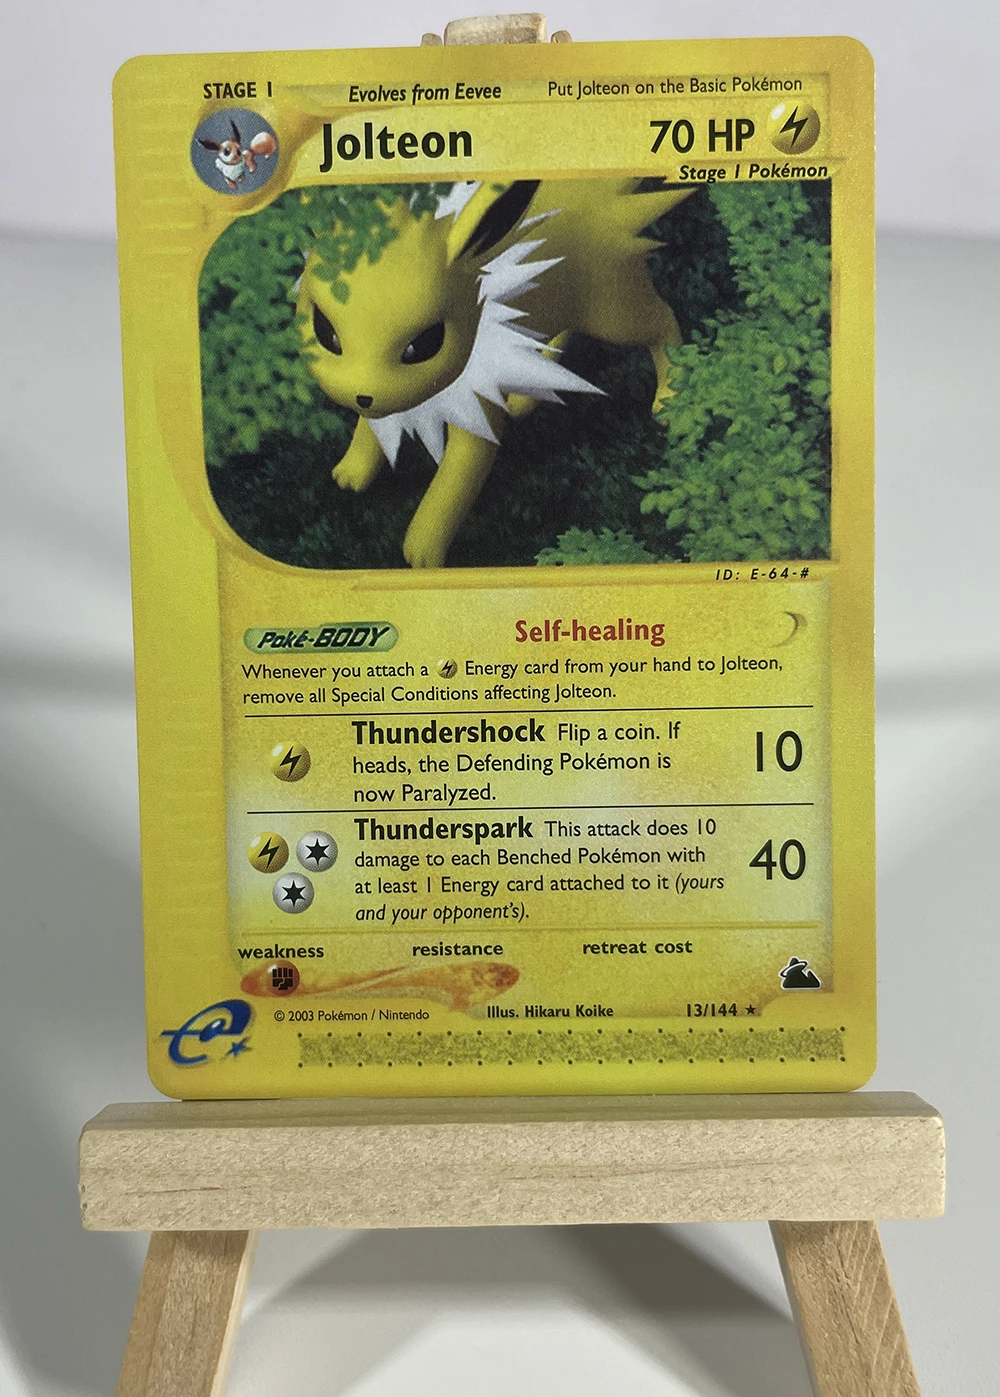 STAGE 1 Evolves from Eevee Put Jolteon on the Basic Pokémon
Jolteon 70 HP
Stage 1 Pokémon
ID: E-64-#
Poké-BODY Self-healing
Whenever you attach a Energy card from your hand to Jolteon,
remove all Special Conditions affecting Jolteon.
Thundershock Flip a coin. If
heads, the Defending Pokémon is
now Paralyzed.
10
Thunderspark This attack does 10
damage to each Benched Pokémon with
at least 1 Energy card attached to it (yours
and your opponent's).
40
weakness resistance retreat cost
© 2003 Pokémon / Nintendo Illus. Hikaru Koike 13/144 ★
e